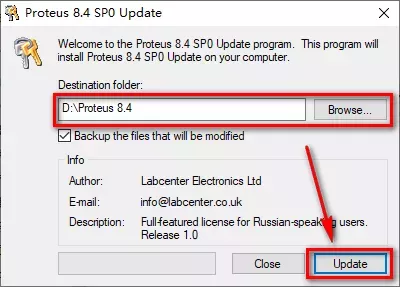 Proteus 8.4 SP0 Update
Welcome to the Proteus 8.4 SP0 Update program. This program will
install Proteus 8.4 SP0 Update on your computer.
Destination folder:
D:\Proteus 8.4
Browse...
Backup the files that will be modified
Info
Author: Labcenter Electronics Ltd
E-mail: info@labcenter.co.uk
Description: Full-featured license for Russian-speaking users.
Release 1.0
Close
Update